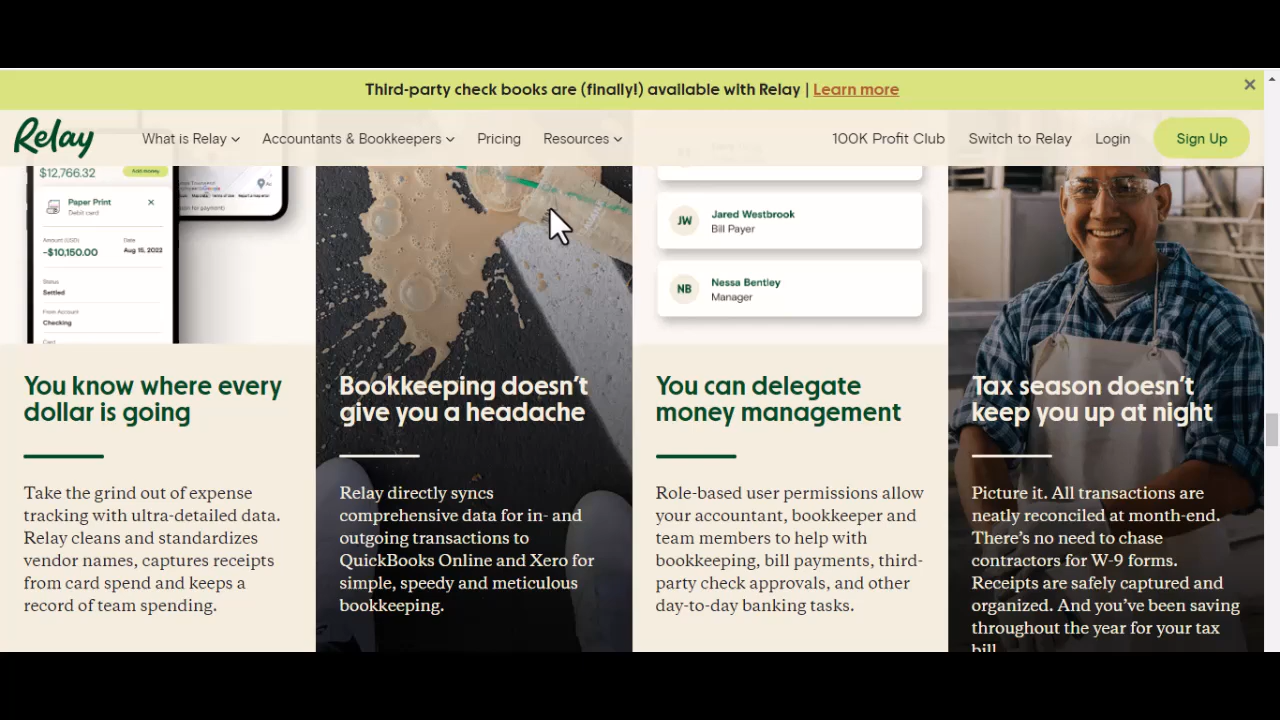 Third-party check books are (finally!) available with Relay | Learn more
Relay
What is Relay
Accountants & Bookkeepers
Pricing
Resources
100K Profit Club
Switch to Relay
Login
Sign Up
$12,766.32
Add money
Paper Print
Debit card
Amount (USD)
Date
-$10,150.00
Aug 15, 2022
Status
Settled
From Account
Checking
Card
JW
Jared Westbrook
Bill Payer
NB
Nessa Bentley
Manager
You know where every
dollar is going
Take the grind out of expense
tracking with ultra-detailed data.
Relay cleans and standardizes
vendor names, captures receipts
from card spend and keeps a
record of team spending.
Bookkeeping doesn’t
give you a headache
Relay directly syncs
comprehensive data for in- and
outgoing transactions to
QuickBooks Online and Xero for
simple, speedy and meticulous
bookkeeping.
You can delegate
money management
Role-based user permissions allow
your accountant, bookkeeper and
team members to help with
bookkeeping, bill payments, third-
party check approvals, and other
day-to-day banking tasks.
Tax season doesn’t
keep you up at night
Picture it. All transactions are
neatly reconciled at month-end.
There’s no need to chase
contractors for W-9 forms.
Receipts are safely captured and
organized. And you’ve been saving
throughout the year for your tax
bill.